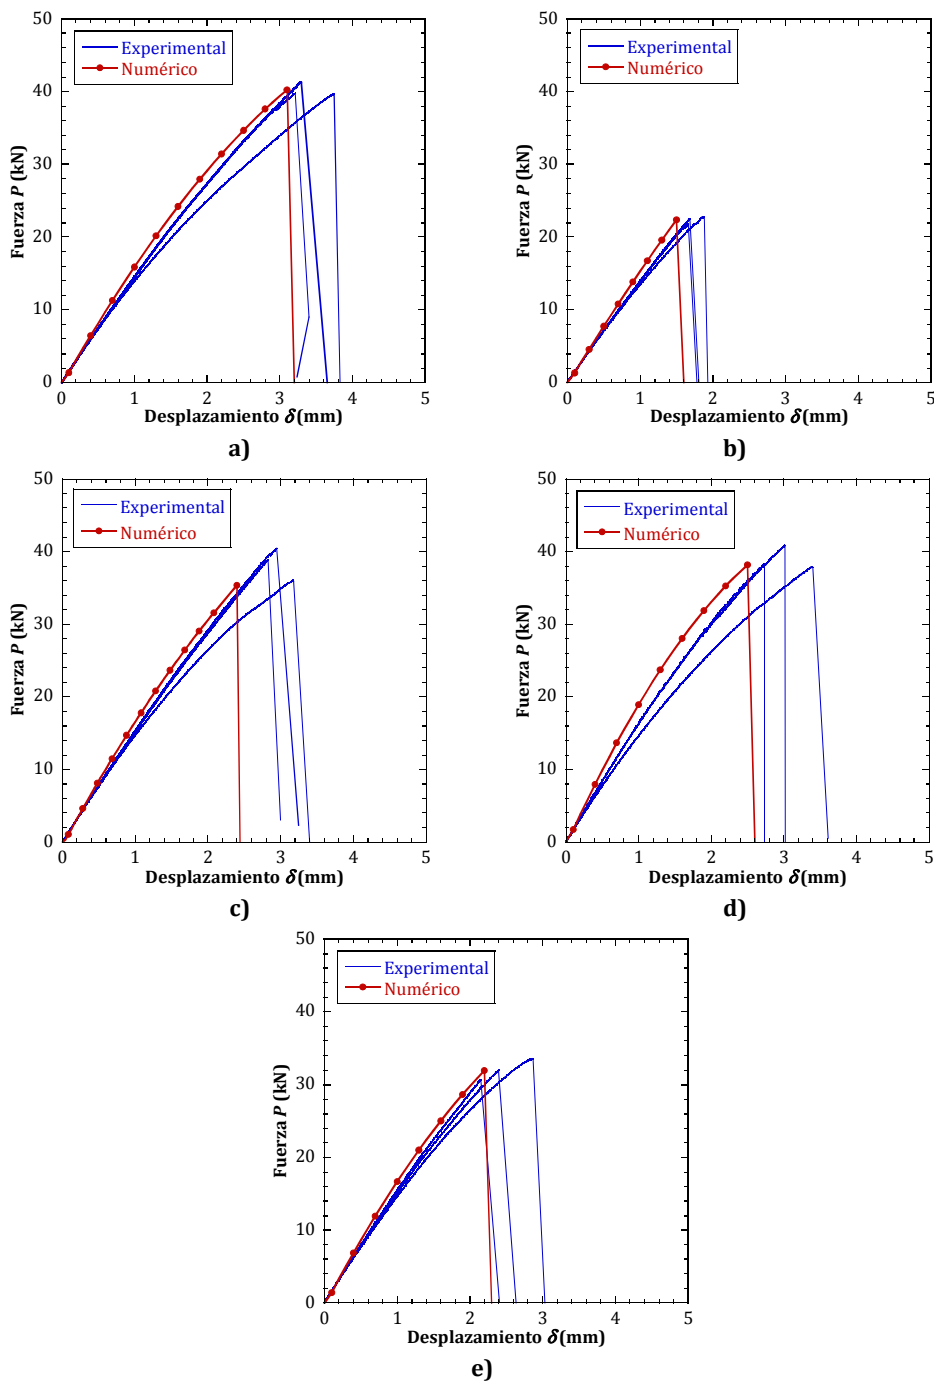 50
40
30
20
10
0
Fuerza P (kN)
Experimental
Numérico
0 1 2 3 4 5
Desplazamiento δ (mm)
a)
50
40
30
20
10
0
Fuerza P (kN)
Experimental
Numérico
0 1 2 3 4 5
Desplazamiento δ (mm)
b)
50
40
30
20
10
0
Fuerza P (kN)
Experimental
Numérico
0 1 2 3 4 5
Desplazamiento δ (mm)
c)
50
40
30
20
10
0
Fuerza P (kN)
Experimental
Numérico
0 1 2 3 4 5
Desplazamiento δ (mm)
d)
50
40
30
20
10
0
Fuerza P (kN)
Experimental
Numérico
0 1 2 3 4 5
Desplazamiento δ (mm)
e)